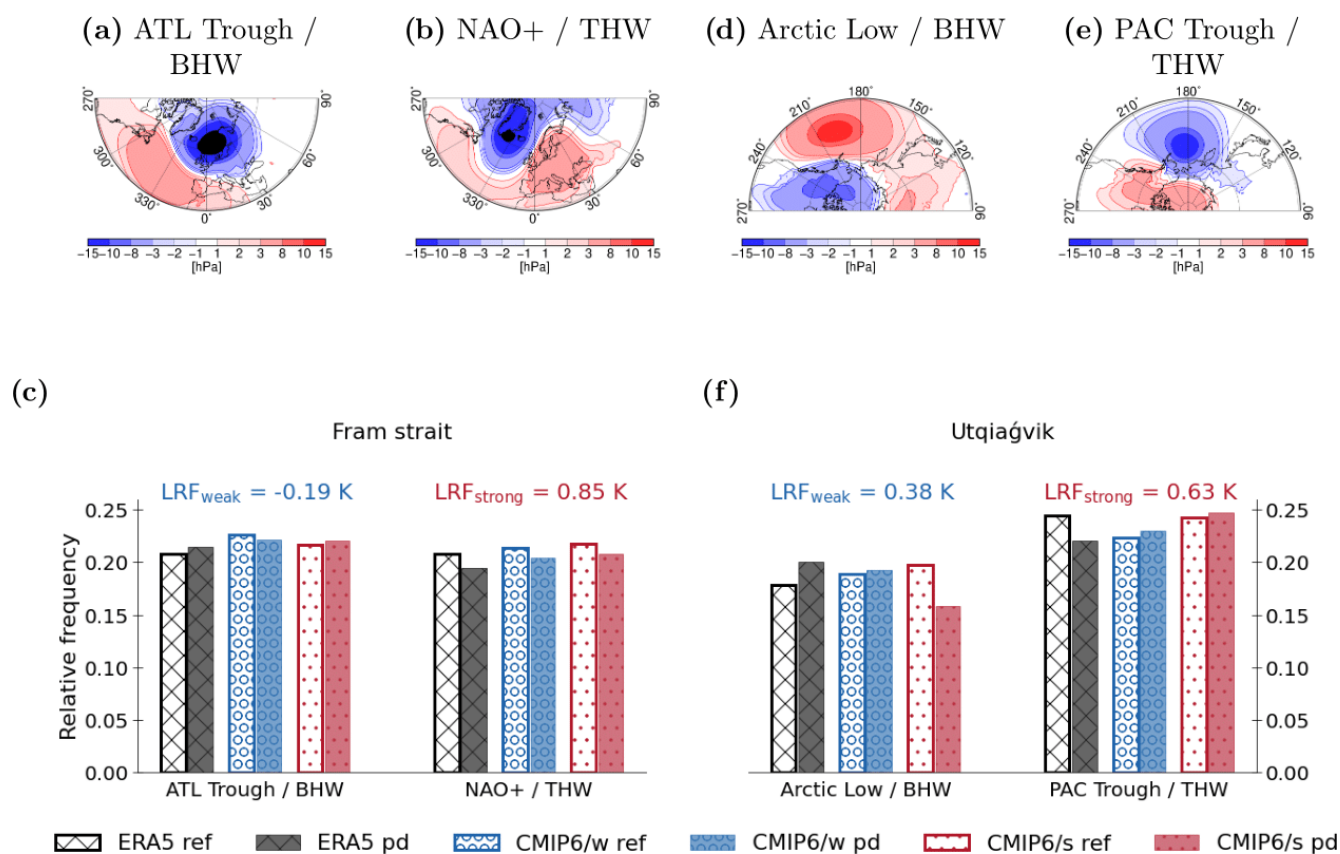 (a) ATL Trough /
BHW
(b) NAO+ / THW
(d) Arctic Low / BHW
(e) PAC Trough /
THW
270° 300° 330° 0° 30° 60° 90°
270° 300° 330° 0° 30° 60° 90°
270° 240° 210° 180° 150° 120° 90°
270° 240° 210° 180° 150° 120° 90°
−15−10 −8 −3 −2 −1 1 2 3 8 10 15
[hPa]
−15−10 −8 −3 −2 −1 1 2 3 8 10 15
[hPa]
−15−10 −8 −3 −2 −1 1 2 3 8 10 15
[hPa]
−15−10 −8 −3 −2 −1 1 2 3 8 10 15
[hPa]
(c)
Fram strait
LRFweak = -0.19 K
LRFstrong = 0.85 K
Relative frequency
0.25
0.20
0.15
0.10
0.05
0.00
ATL Trough / BHW
NAO+ / THW
(f)
Utqiaǵvik
LRFweak = 0.38 K
LRFstrong = 0.63 K
0.25
0.20
0.15
0.10
0.05
0.00
Arctic Low / BHW
PAC Trough / THW
ERA5 ref
ERA5 pd
CMIP6/w ref
CMIP6/w pd
CMIP6/s ref
CMIP6/s pd